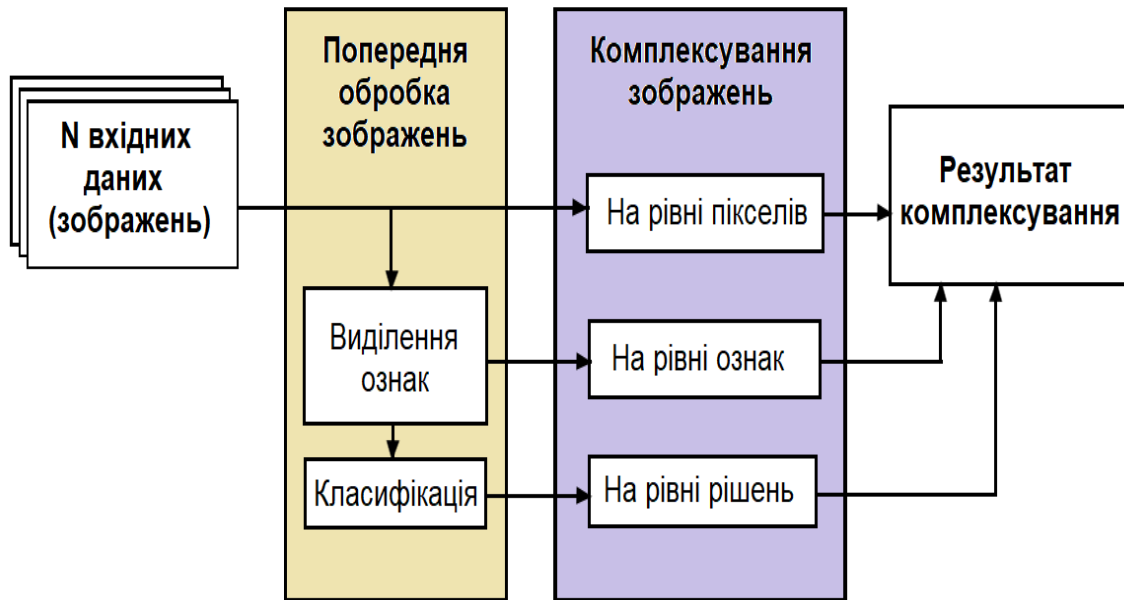 N вхідних
даних
(зображень)
Попередня
обробка
зображень
Виділення
ознак
Класифікація
Комплексування
зображень
На рівні пікселів
На рівні ознак
На рівні рішень
Результат
комплексування